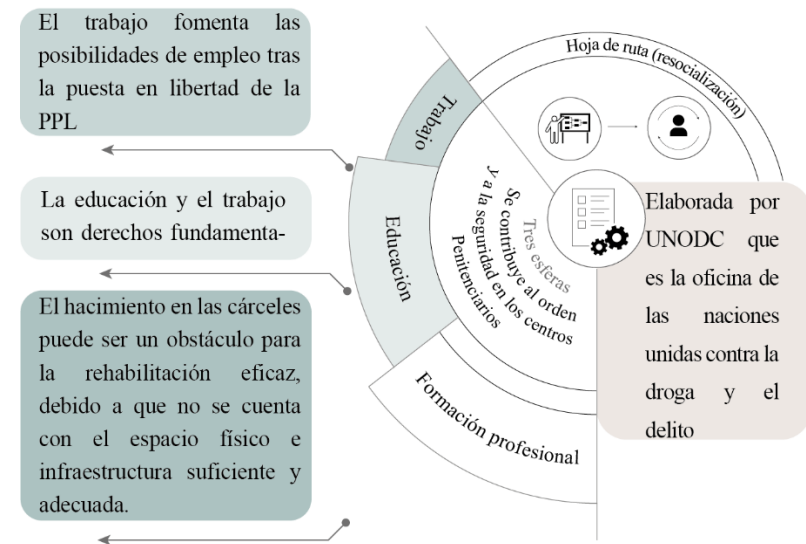 El trabajo fomenta las
posibilidades de empleo tras
la puesta en libertad de la
PPL
La educación y el trabajo
son derechos fundamenta-
El hacimiento en las cárceles
puede ser un obstáculo para
la rehabilitación eficaz,
debido a que no se cuenta
con el espacio físico e
infraestructura suficiente y
adecuada.
Trabajo
Educación
Formación profesional
Tres esferas
Se contribuye al orden
y a la seguridad en los centros
Penitenciarios
Hoja de ruta (resocialización)
Elaborada por
UNODC que
es la oficina de
las naciones
unidas contra la
droga y el
delito